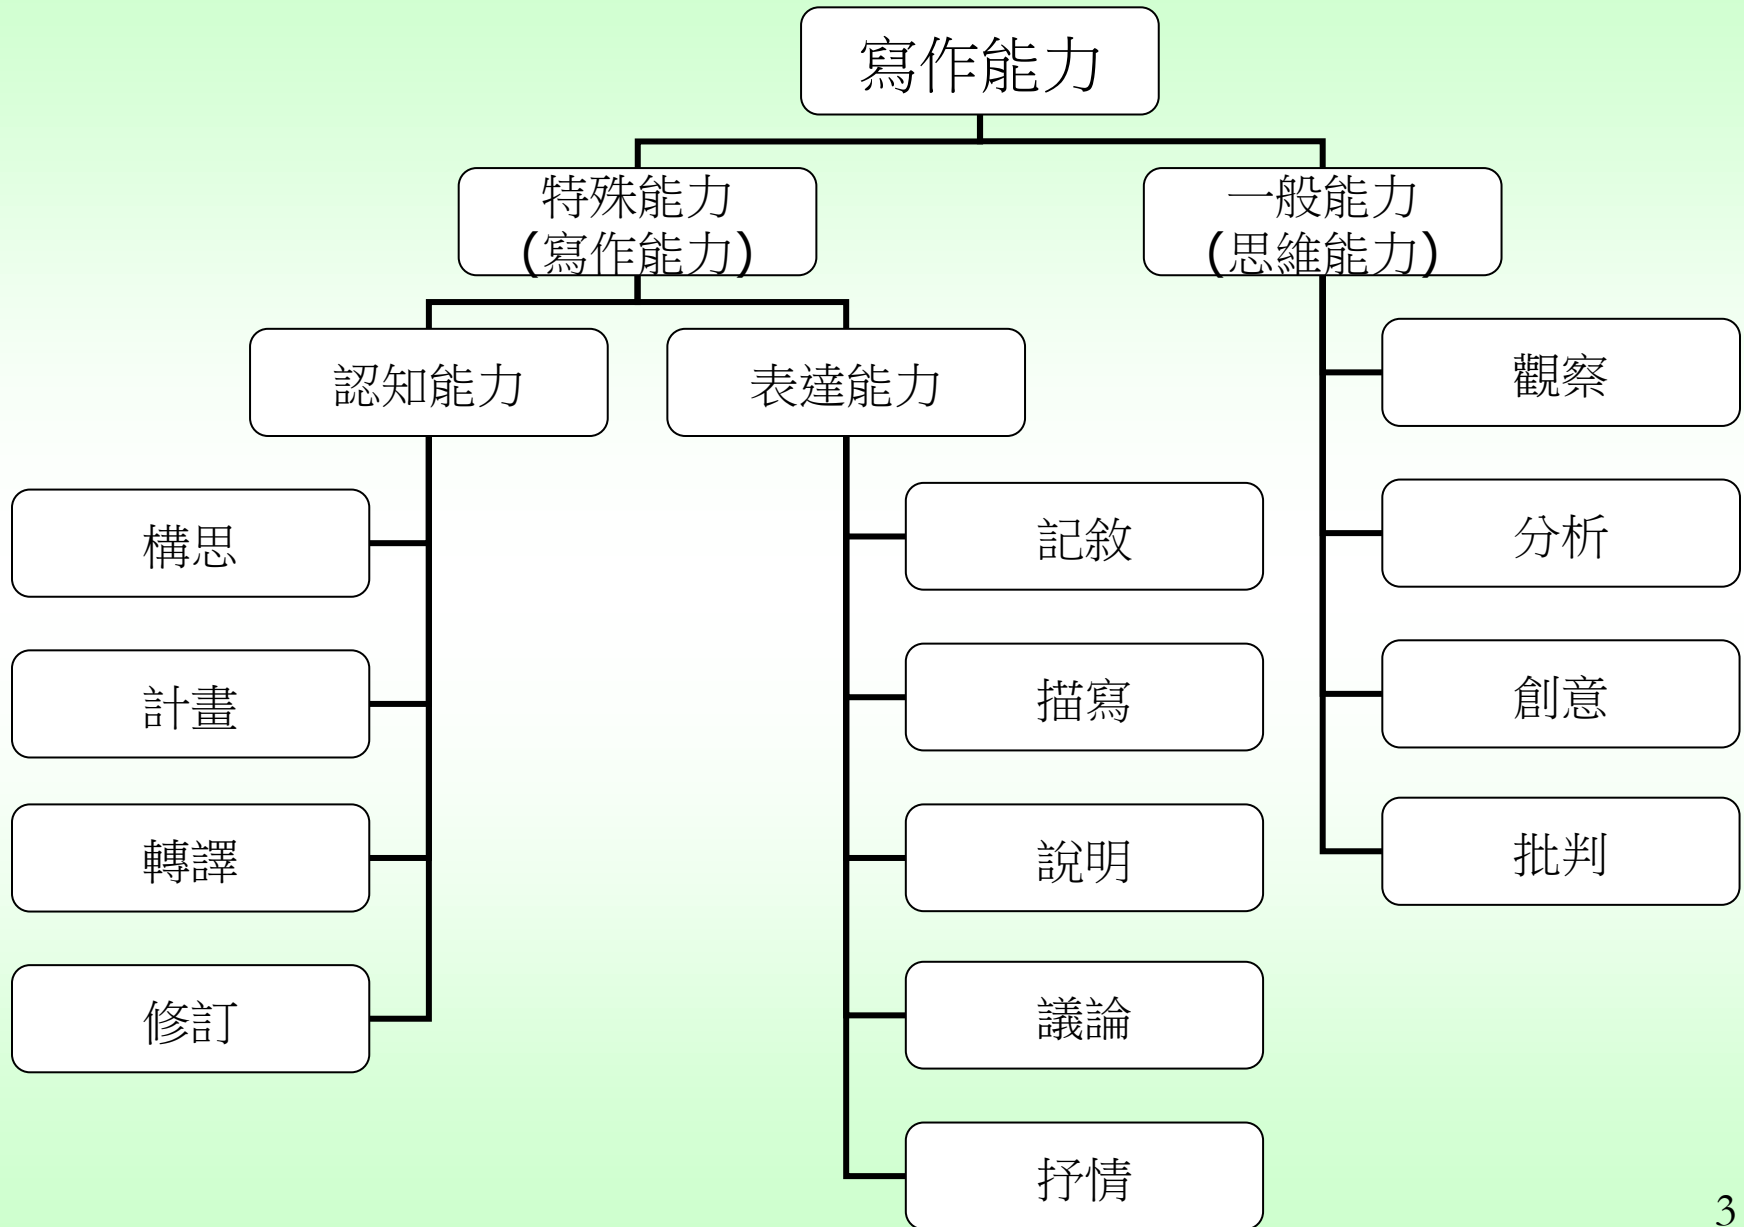 寫作能力
特殊能力
(寫作能力)
一般能力
(思維能力)
認知能力
表達能力
構思
計畫
轉譯
修訂
記敘
描寫
說明
議論
抒情
觀察
分析
創意
批判
3